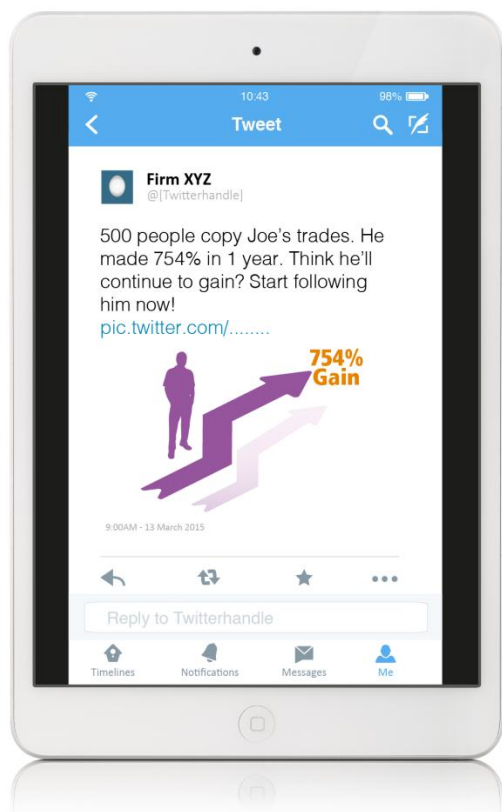 10:43
98%
Tweet
Firm XYZ
@[Twitterhandle]
500 people copy Joe's trades. He
made 754% in 1 year. Think he'll
continue to gain? Start following
him now!
pic.twitter.com/........
754%
Gain
9:00AM - 13 March 2015
Reply to Twitterhandle
Timelines
Notifications
Messages
Me